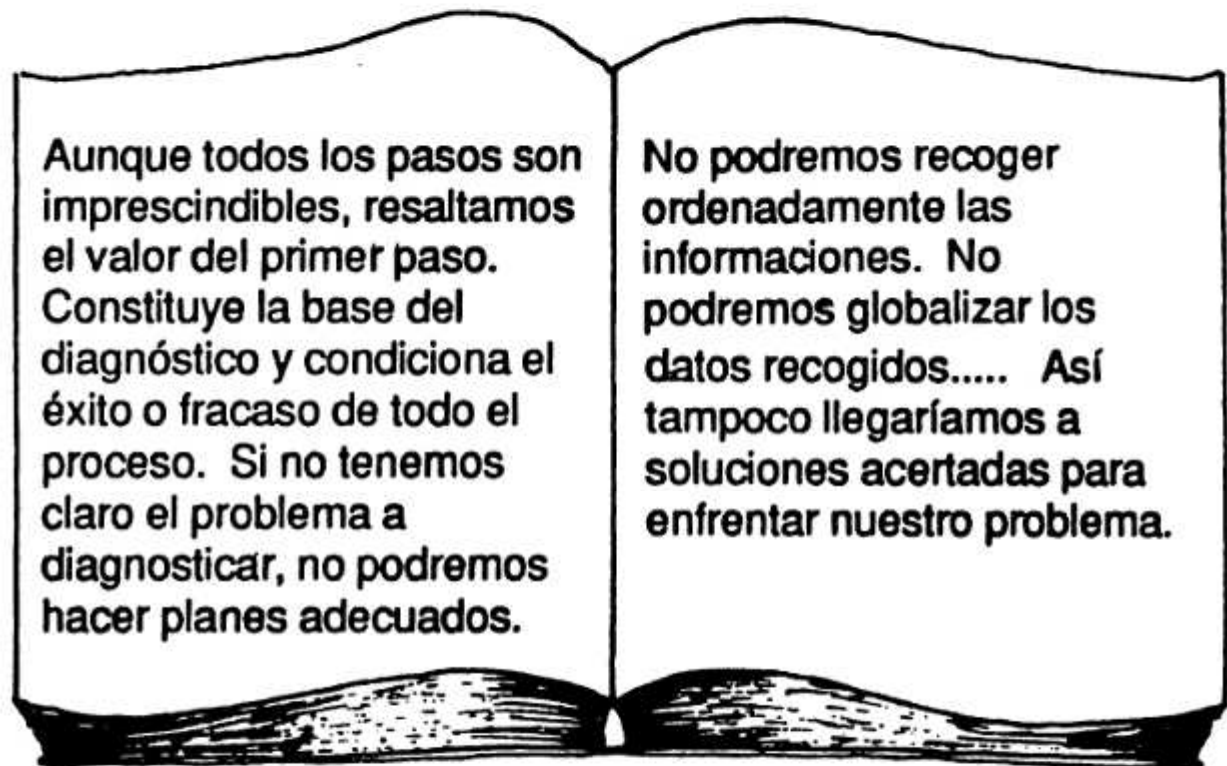 Aunque todos los pasos son
imprescindibles, resaltamos
el valor del primer paso.
Constituye la base del
diagnóstico y condiciona el
éxito o fracaso de todo el
proceso. Si no tenemos
claro el problema a
diagnosticar, no podremos
hacer planes adecuados.
No podremos recoger
ordenadamente las
informaciones. No
podremos globalizar los
datos recogidos..... Así
tampoco llegaríamos a
soluciones acertadas para
enfrentar nuestro problema.